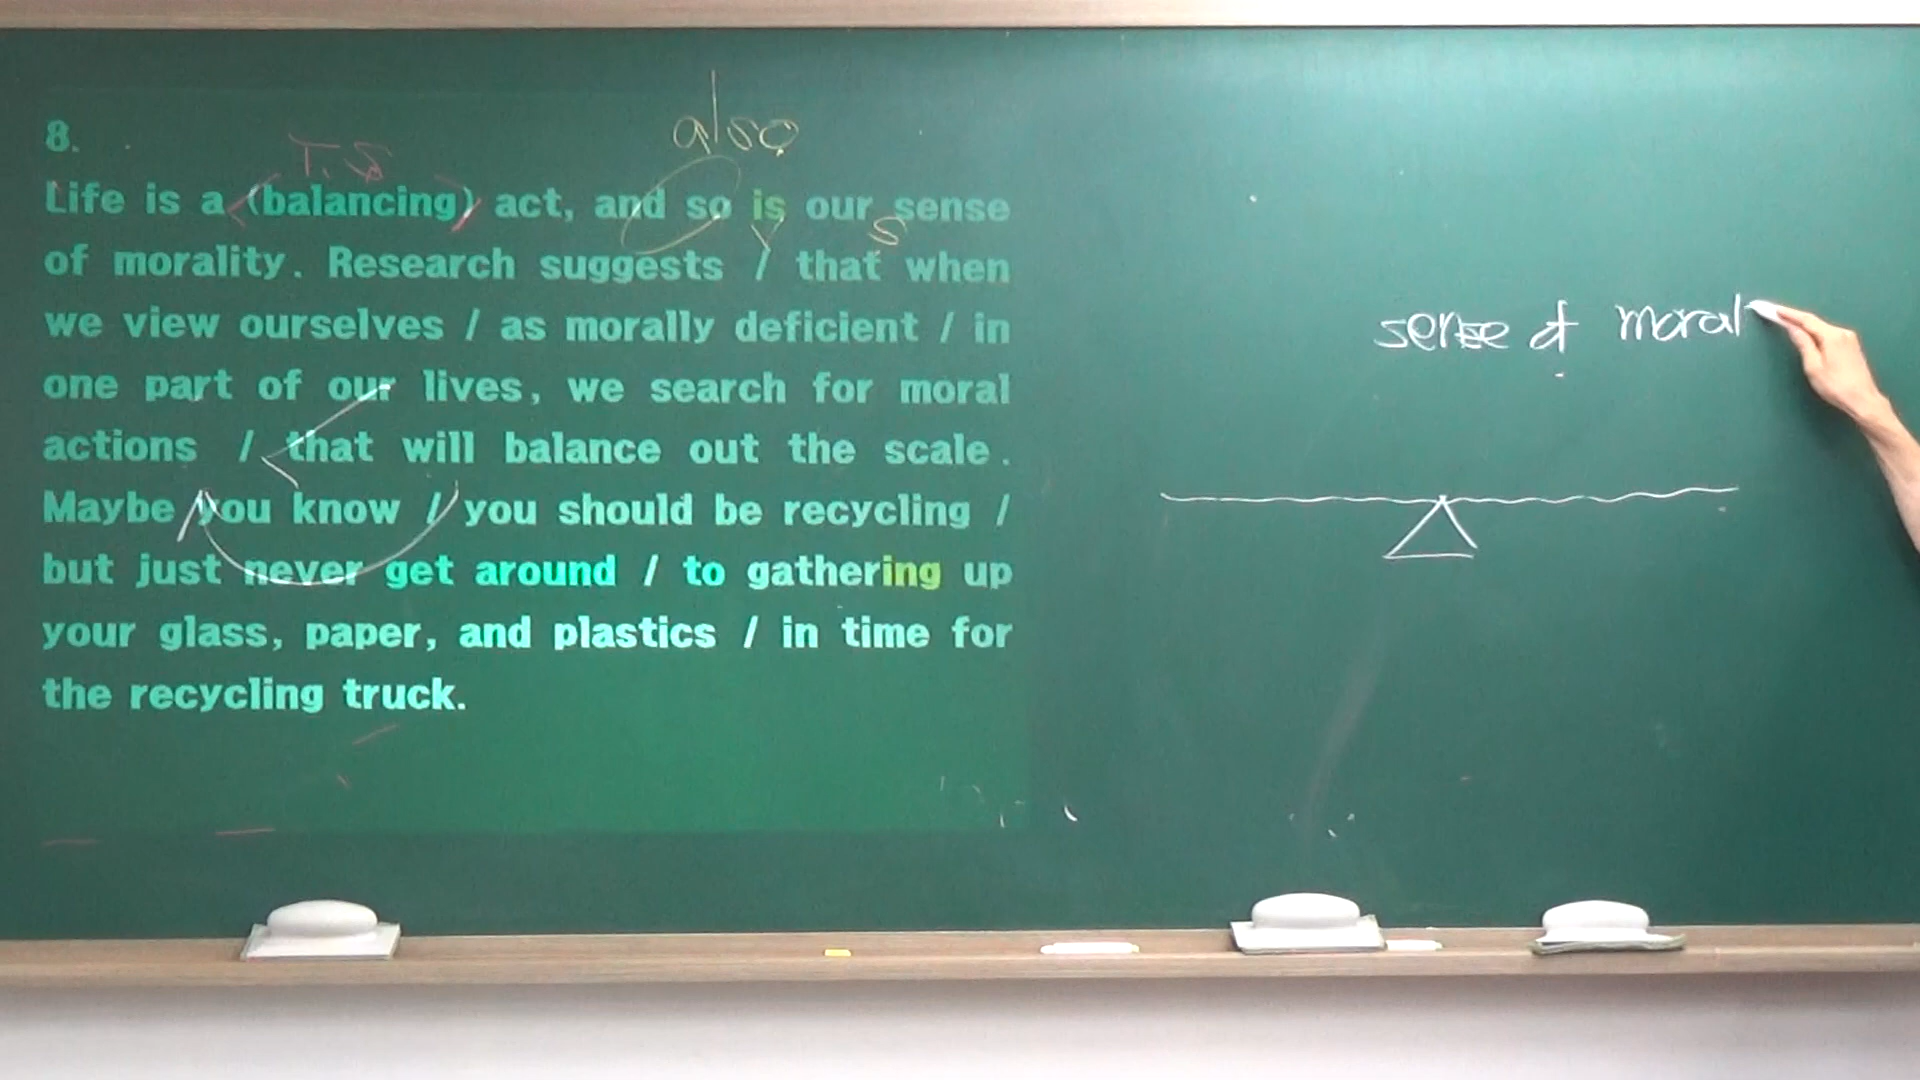 8.
T.S
also
Life is a (balancing) act, and so is our sense
V S
of morality. Research suggests / that when
we view ourselves / as morally deficient / in
one part of our lives, we search for moral
actions / that will balance out the scale.
Maybe you know / you should be recycling /
but just never get around / to gathering up
your glass, paper, and plastics / in time for
the recycling truck.
sense of moral